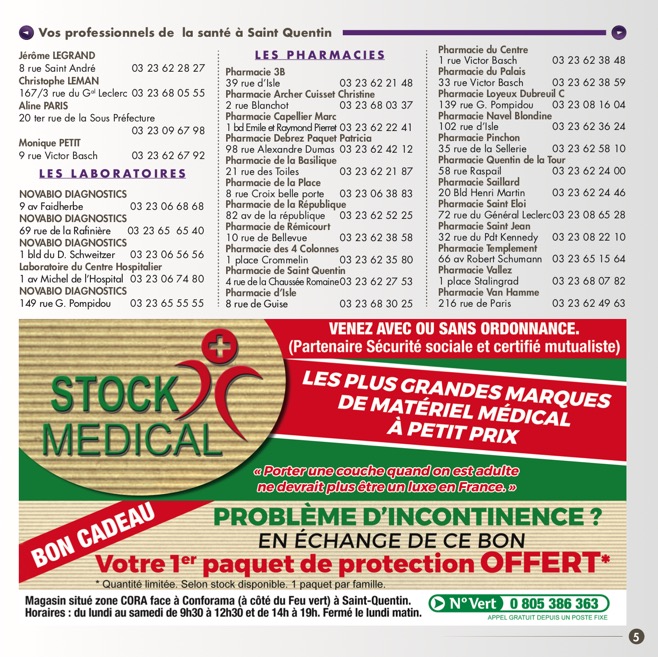 Vos professionnels de la santé à Saint Quentin
Jérôme LEGRAND
8 rue Saint André 03 23 62 28 27
Christophe LEMAN
167/3 rue du Gal Leclerc 03 23 68 05 55
Aline PARIS
20 ter rue de la Sous Préfecture
03 23 09 67 98
Monique PETIT
9 rue Victor Basch 03 23 62 67 92
LES LABORATOIRES
NOVABIO DIAGNOSTICS
9 av Faidherbe 03 23 06 68 68
NOVABIO DIAGNOSTICS
69 rue de la Rafinière 03 23 65 65 40
NOVABIO DIAGNOSTICS
1 bld du D. Schweitzer 03 23 06 56 56
Laboratoire du Centre Hospitalier
1 av Michel de l'Hospital 03 23 06 74 80
NOVABIO DIAGNOSTICS
149 rue G. Pompidou 03 23 65 55 55
LES PHARMACIES
Pharmacie 3B
39 rue d'Isle 03 23 62 21 48
Pharmacie Archer Cuisset Christine
2 rue Blanchot 03 23 68 03 37
Pharmacie Capellier Marc
1 bd Emile et Raymond Pierret 03 23 62 22 41
Pharmacie Debrez Paquet Patricia
98 rue Alexandre Dumas 03 23 62 42 12
Pharmacie de la Basilique
21 rue des Toiles 03 23 62 21 87
Pharmacie de la Place
8 rue Croix belle porte 03 23 06 38 83
Pharmacie de la République
82 av de la république 03 23 62 52 25
Pharmacie de Rémicourt
10 rue de Bellevue 03 23 62 38 58
Pharmacie des 4 Colonnes
1 place Crommelin 03 23 62 35 80
Pharmacie de Saint Quentin
4 rue de la Chaussée Romaine 03 23 62 27 53
Pharmacie d'Isle
8 rue de Guise 03 23 68 30 25
Pharmacie du Centre
1 rue Victor Basch 03 23 62 38 48
Pharmacie du Palais
33 rue Victor Basch 03 23 62 38 59
Pharmacie Loyeux Dubreuil C
139 rue G. Pompidou 03 23 08 16 04
Pharmacie Navel Blondine
102 rue d'Isle 03 23 62 36 24
Pharmacie Pinchon
35 rue de la Sellerie 03 23 62 58 10
Pharmacie Quentin de la Tour
58 rue Raspail 03 23 62 24 00
Pharmacie Saillard
20 Bld Henri Martin 03 23 62 24 46
Pharmacie Saint Eloi
72 rue du Général Leclerc 03 23 08 65 28
Pharmacie Saint Jean
32 rue du Pdt Kennedy 03 23 08 22 10
Pharmacie Templement
66 av Robert Schumann 03 23 65 15 64
Pharmacie Vallez
1 place Stalingrad 03 23 68 07 82
Pharmacie Van Hamme
216 rue de Paris 03 23 62 49 63
STOCK
MEDICAL
VENEZ AVEC OU SANS ORDONNANCE.
(Partenaire Sécurité sociale et certifié mutualiste)
LES PLUS GRANDES MARQUES
DE MATÉRIEL MÉDICAL
À PETIT PRIX
« Porter une couche quand on est adulte
ne devrait plus être un luxe en France. »
BON CADEAU
PROBLÈME D'INCONTINENCE ?
EN ÉCHANGE DE CE BON
Votre 1er paquet de protection OFFERT*
* Quantité limitée. Selon stock disponible. 1 paquet par famille.
Magasin situé zone CORA face à Conforama (à côté du Feu vert) à Saint-Quentin.
Horaires : du lundi au samedi de 9h30 à 12h30 et de 14h à 19h. Fermé le lundi matin.
N° Vert 0 805 386 363
APPEL GRATUIT DEPUIS UN POSTE FIXE
5